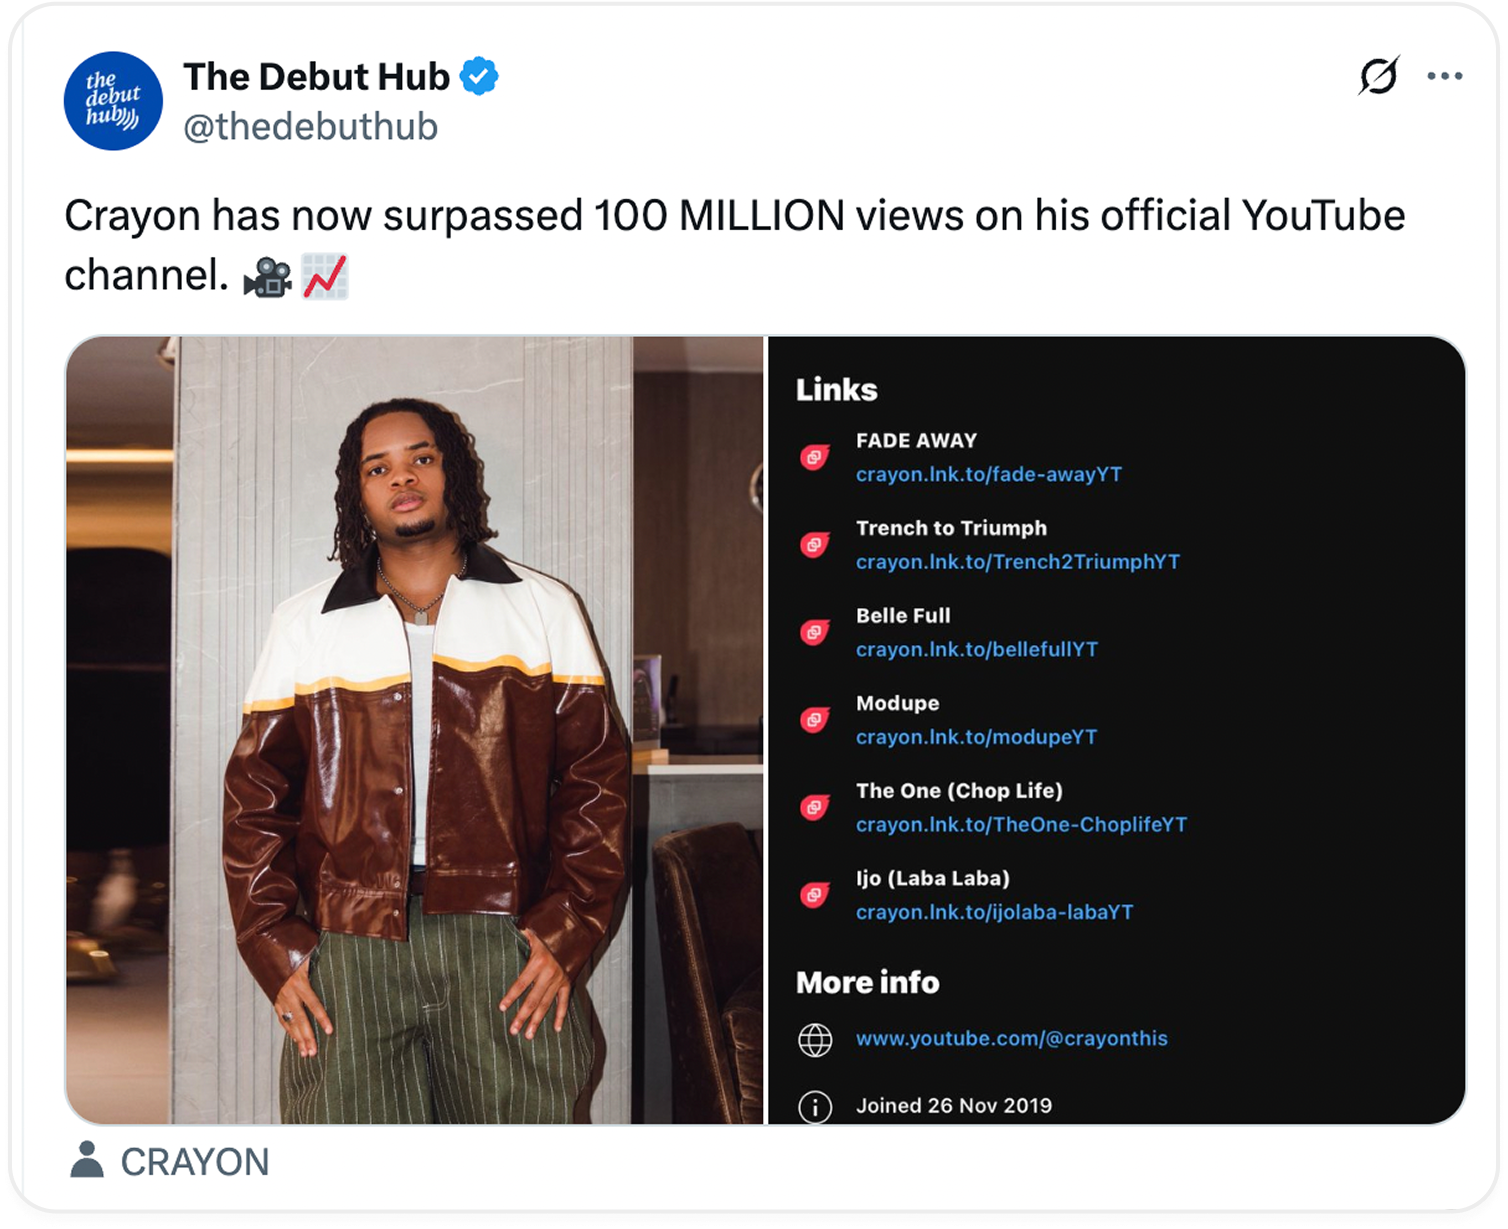 the
debut
hub
The Debut Hub
@thedebuthub
Crayon has now surpassed 100 MILLION views on his official YouTube
channel. 🎥 📈
Links
FADE AWAY
crayon.lnk.to/fade-awayYT
Trench to Triumph
crayon.lnk.to/Trench2TriumphYT
Belle Full
crayon.lnk.to/bellefullYT
Modupe
crayon.lnk.to/modupeYT
The One (Chop Life)
crayon.lnk.to/TheOne-ChoplifeYT
Ijo (Laba Laba)
crayon.lnk.to/ijolaba-labaYT
More info
www.youtube.com/@crayonthis
Joined 26 Nov 2019
CRAYON